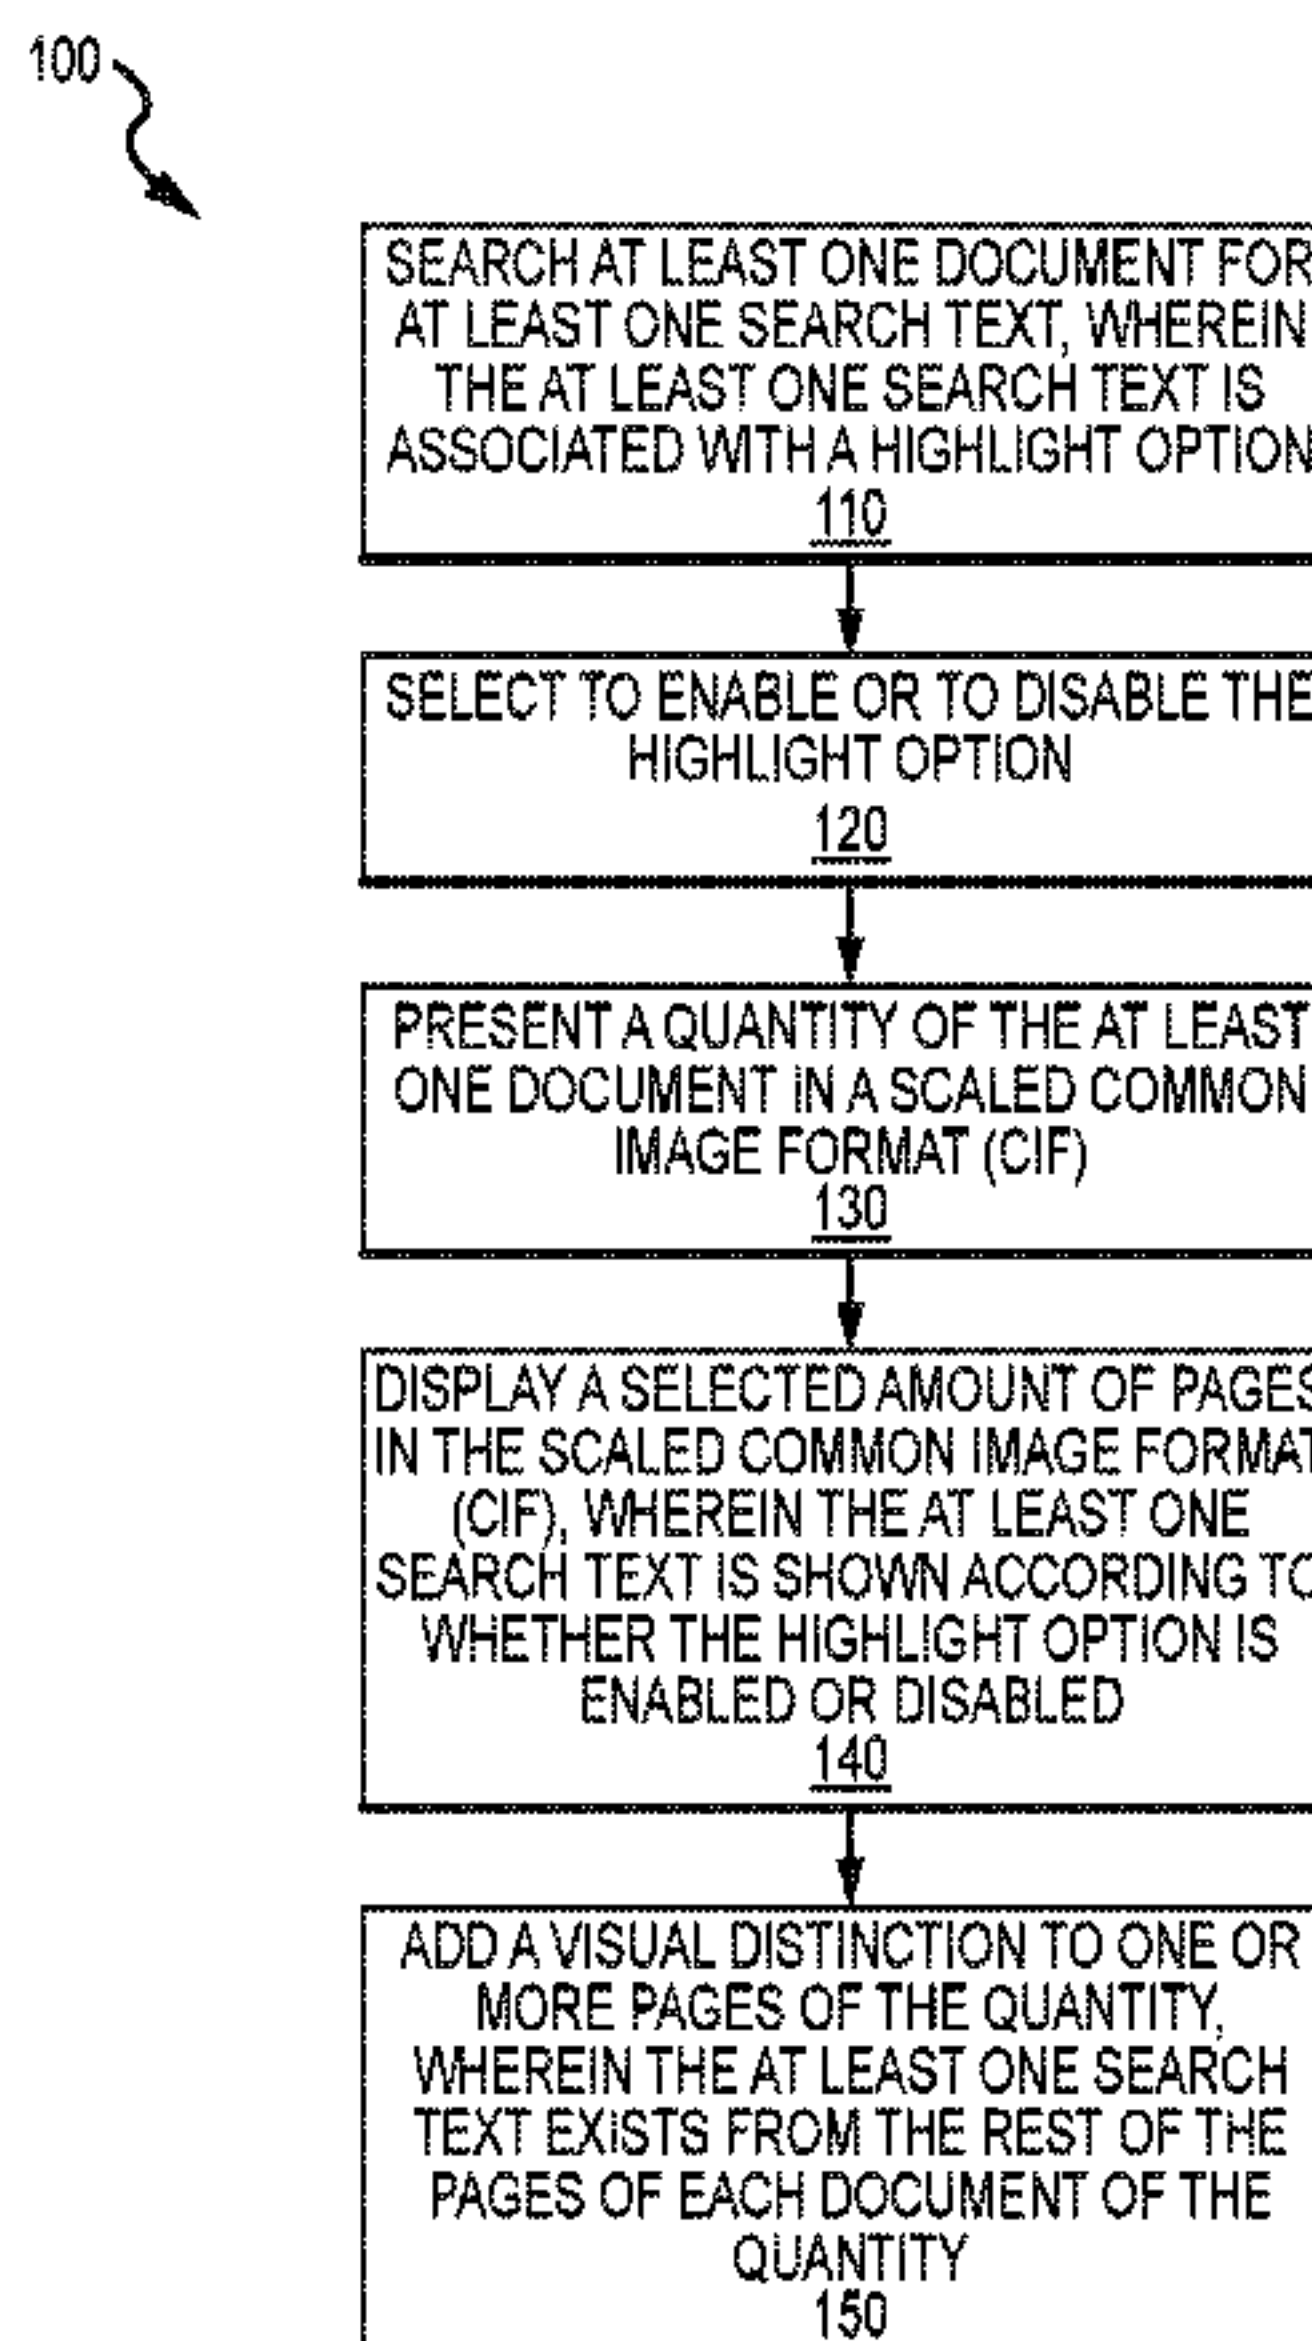 100
SEARCH AT LEAST ONE DOCUMENT FOR
AT LEAST ONE SEARCH TEXT, WHEREIN
THE AT LEAST ONE SEARCH TEXT IS
ASSOCIATED WITH A HIGHLIGHT OPTION
110
SELECT TO ENABLE OR TO DISABLE THE
HIGHLIGHT OPTION
120
PRESENT A QUANTITY OF THE AT LEAST
ONE DOCUMENT IN A SCALED COMMON
IMAGE FORMAT (CIF)
130
DISPLAY A SELECTED AMOUNT OF PAGES
IN THE SCALED COMMON IMAGE FORMAT
(CIF), WHEREIN THE AT LEAST ONE
SEARCH TEXT IS SHOWN ACCORDING TO
WHETHER THE HIGHLIGHT OPTION IS
ENABLED OR DISABLED
140
ADD A VISUAL DISTINCTION TO ONE OR
MORE PAGES OF THE QUANTITY,
WHEREIN THE AT LEAST ONE SEARCH
TEXT EXISTS FROM THE REST OF THE
PAGES OF EACH DOCUMENT OF THE
QUANTITY
150